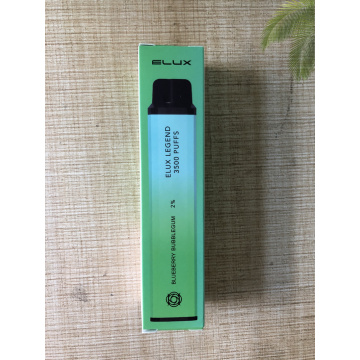 ELUX
ELUX LEGEND
3500 PUFFS
BLUEBERRY BUBBLEGUM 2%